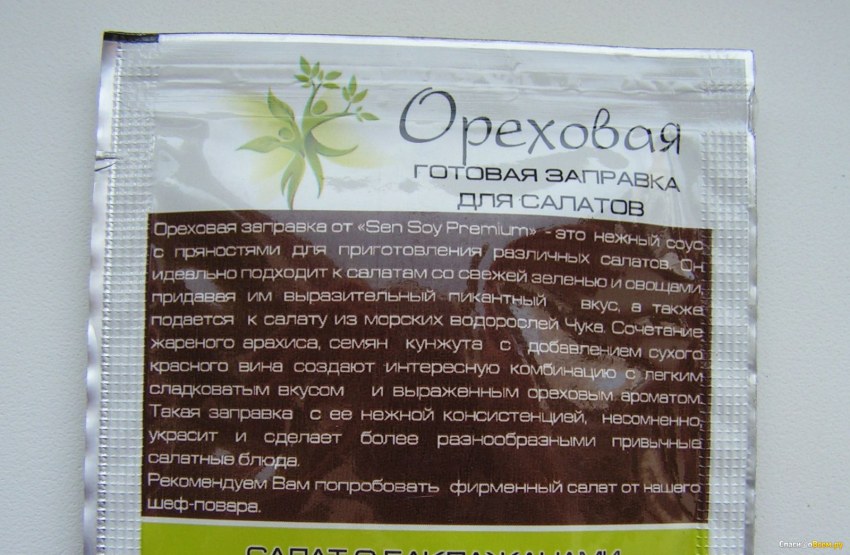 Ореховая
ГОТОВАЯ ЗАПРАВКА
ДЛЯ САЛАТОВ
Ореховая заправка от «Sen Soy Premium» - это нежный соус
с пряностями для приготовления различных салатов. Он
идеально подходит к салатам со свежей зеленью и овощами,
придавая им выразительный пикантный вкус, а также
подается к салату из морских водорослей Чука. Сочетание
жареного арахиса, семян кунжута с добавлением сухого
красного вина создают интересную комбинацию с легким
сладковатым вкусом и выраженным ореховым ароматом.
Такая заправка с ее нежной консистенцией, несомненно,
украсит и сделает более разнообразными привычные
салатные блюда.
Рекомендуем Вам попробовать фирменный салат от нашего
шеф-повара.
САЛАТ С БАКЛАЖАНАМИ